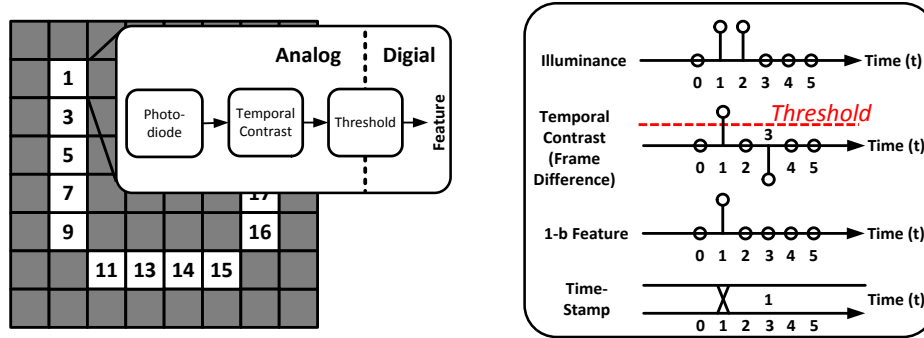 Analog Digial
1
3
5
7
9
11 13 14 15
16
17
Photo-
diode
Temporal
Contrast
Threshold
Feature
Illuminance
Time (t)
0 1 2 3 4 5
Threshold
Temporal
Contrast
(Frame
Difference)
3
Time (t)
0 1 2 4 5
1-b Feature
Time (t)
0 1 2 3 4 5
Time-
Stamp
1
Time (t)
0 1 2 3 4 5